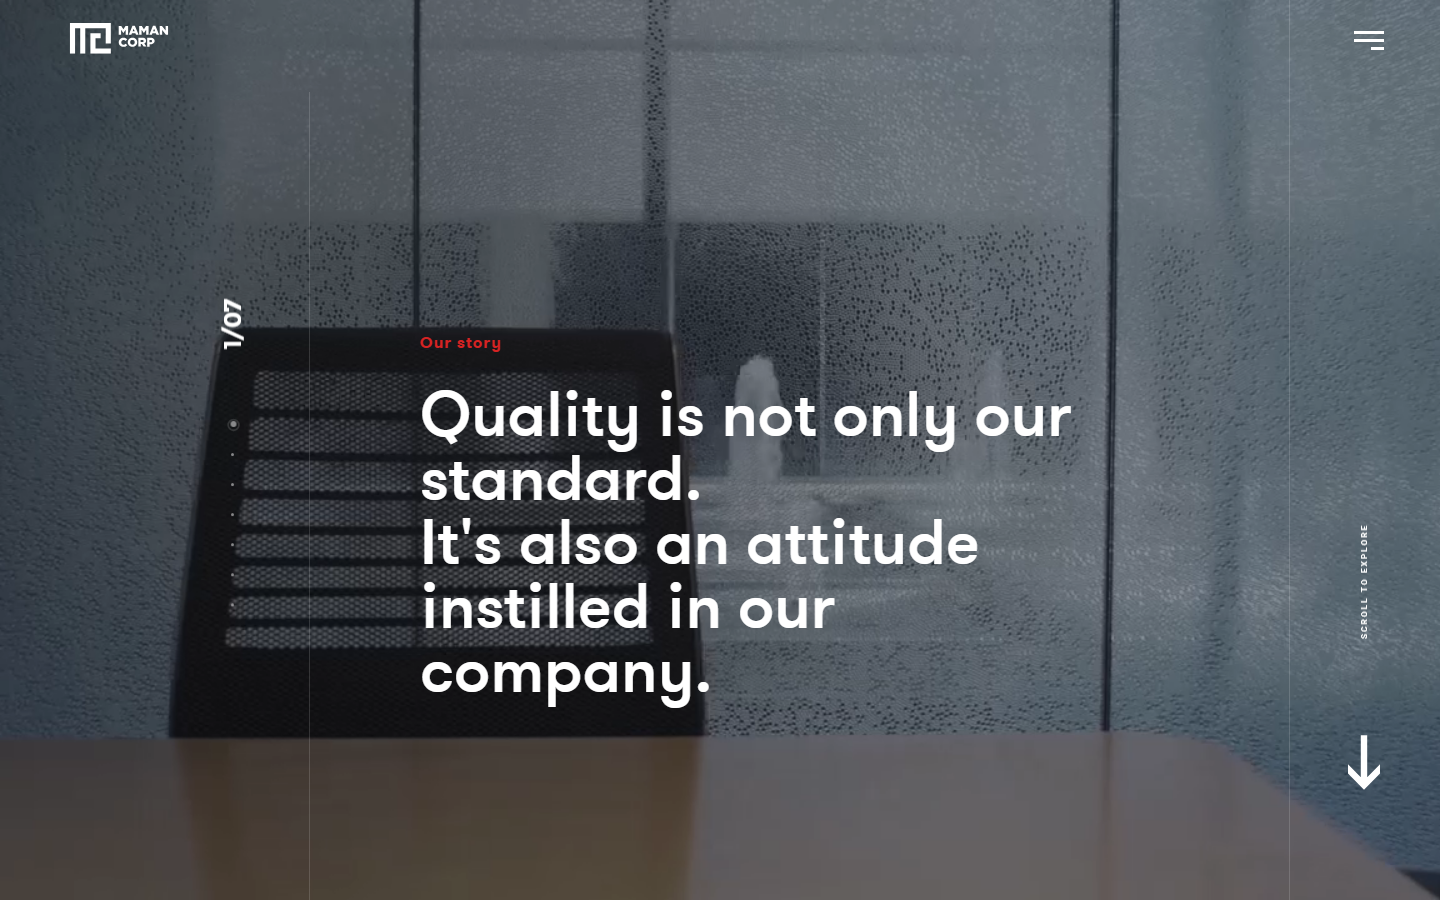 MAMAN
CORP
1/07
Our story
Quality is not only our
standard.
It's also an attitude
instilled in our
company.
SCROLL TO EXPLORE